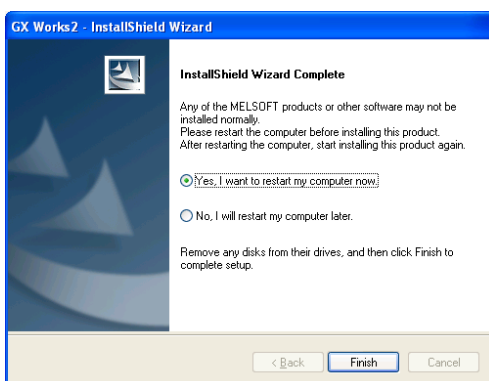 GX Works2 - InstallShield Wizard
InstallShield Wizard Complete
Any of the MELSOFT products or other software may not be
installed normally.
Please restart the computer before installing this product.
After restarting the computer, start installing this product again.
Yes, I want to restart my computer now.
No, I will restart my computer later.
Remove any disks from their drives, and then click Finish to
complete setup.
< Back Finish Cancel